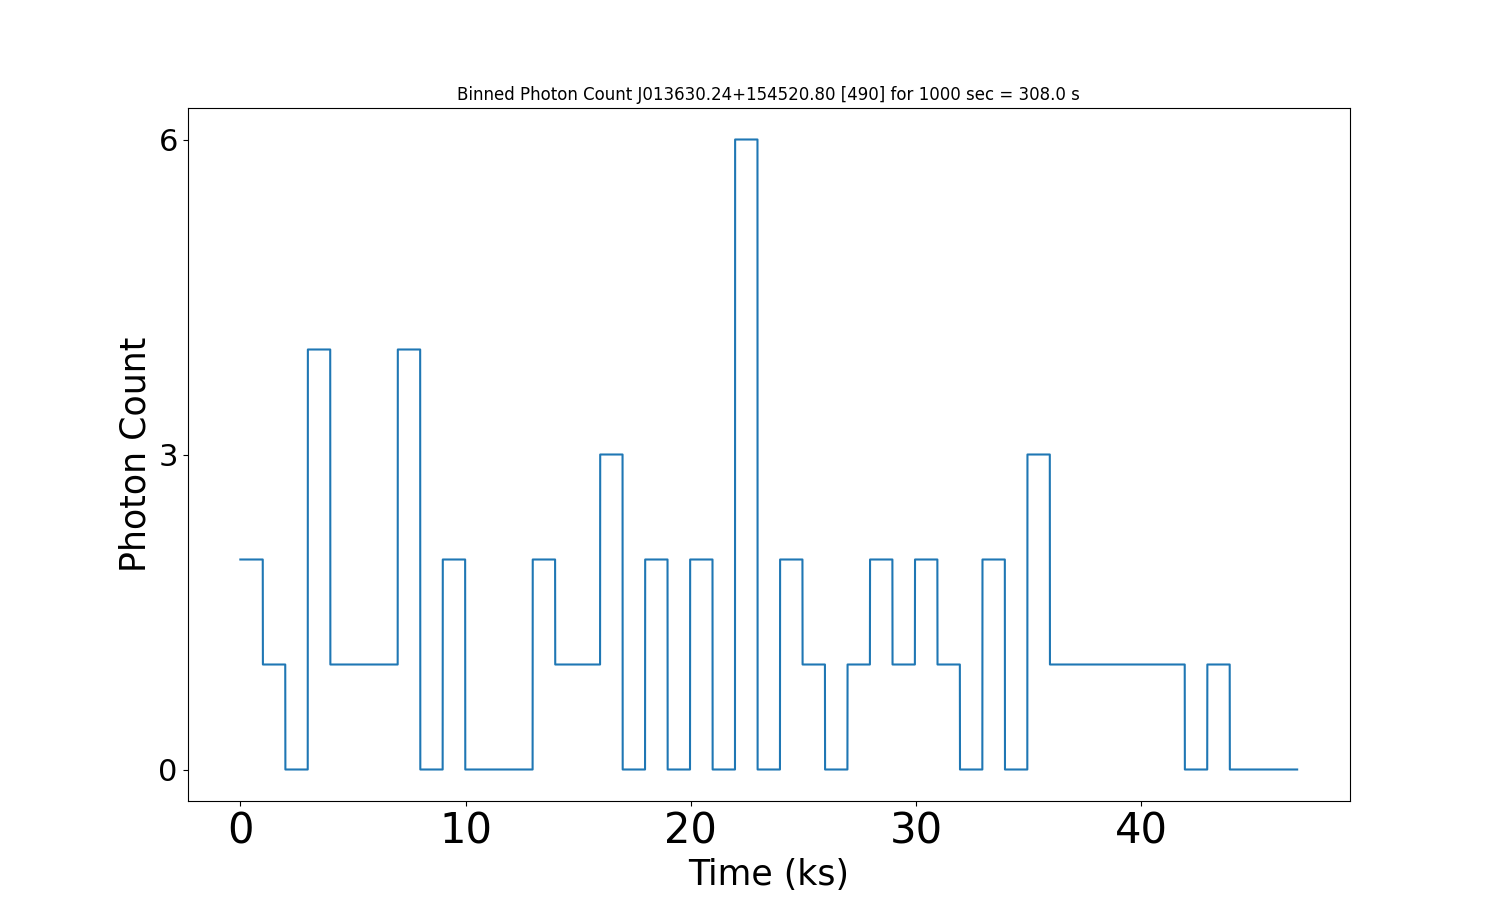 Binned Photon Count J013630.24+154520.80 [490] for 1000 sec = 308.0 s
6
3
0
Photon Count
0 10 20 30 40
Time (ks)